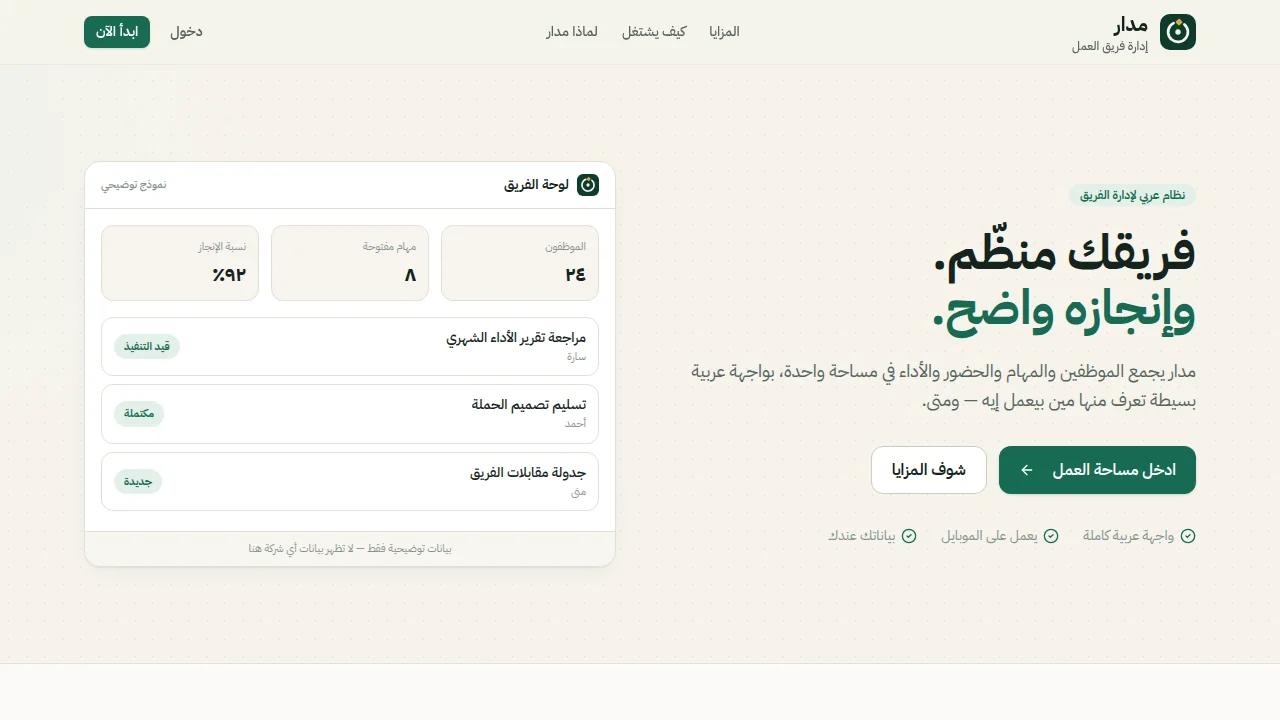 مدار
إدارة فريق العمل
المزايا
كيف يشتغل
لماذا مدار
دخول
ابدأ الآن
نظام عربي لإدارة الفريق
فريقك منظّم.
وإنجازه واضح.
مدار يجمع الموظفين والمهام والحضور والأداء في مساحة واحدة، بواجهة عربية
بسيطة تعرف منها مين بيعمل إيه — ومتى.
ادخل مساحة العمل ←
شوف المزايا
واجهة عربية كاملة
يعمل على الموبايل
بياناتك عندك
لوحة الفريق
نموذج توضيحي
الموظفون
٢٤
مهام مفتوحة
٨
نسبة الإنجاز
٩٢٪
مراجعة تقرير الأداء الشهري
سارة
قيد التنفيذ
تسليم تصميم الحملة
أحمد
مكتملة
جدولة مقابلات الفريق
منى
جديدة
بيانات توضيحية فقط — لا تظهر بيانات أي شركة هنا